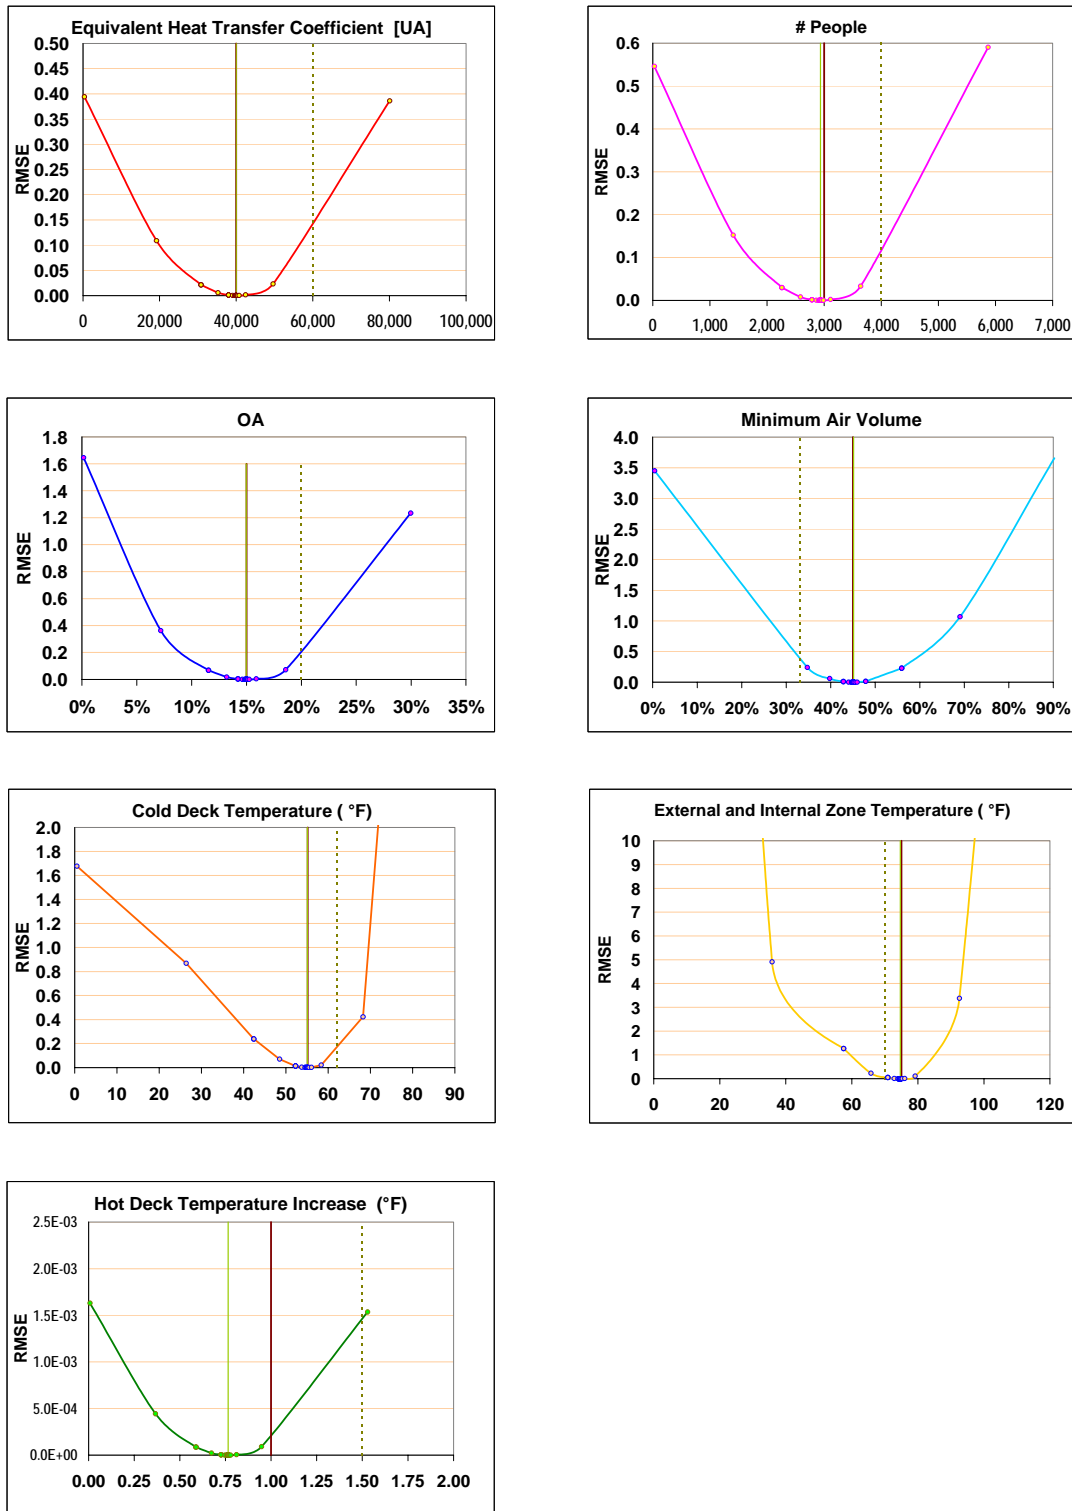 Equivalent Heat Transfer Coefficient [UA]
0.50
0.45
0.40
0.35
0.30
0.25
0.20
0.15
0.10
0.05
0.00
RMSE
0 20,000 40,000 60,000 80,000 100,000
# People
0.6
0.5
0.4
0.3
0.2
0.1
0.0
RMSE
0 1,000 2,000 3,000 4,000 5,000 6,000 7,000
OA
1.8
1.6
1.4
1.2
1.0
0.8
0.6
0.4
0.2
0.0
RMSE
0% 5% 10% 15% 20% 25% 30% 35%
Minimum Air Volume
4.0
3.5
3.0
2.5
2.0
1.5
1.0
0.5
0.0
RMSE
0% 10% 20% 30% 40% 50% 60% 70% 80% 90%
Cold Deck Temperature ( °F)
2.0
1.8
1.6
1.4
1.2
1.0
0.8
0.6
0.4
0.2
0.0
RMSE
0 10 20 30 40 50 60 70 80 90
External and Internal Zone Temperature ( °F)
10
9
8
7
6
5
4
3
2
1
0
RMSE
0 20 40 60 80 100 120
Hot Deck Temperature Increase (°F)
2.5E-03
2.0E-03
1.5E-03
1.0E-03
5.0E-04
0.0E+00
RMSE
0.00 0.25 0.50 0.75 1.00 1.25 1.50 1.75 2.00